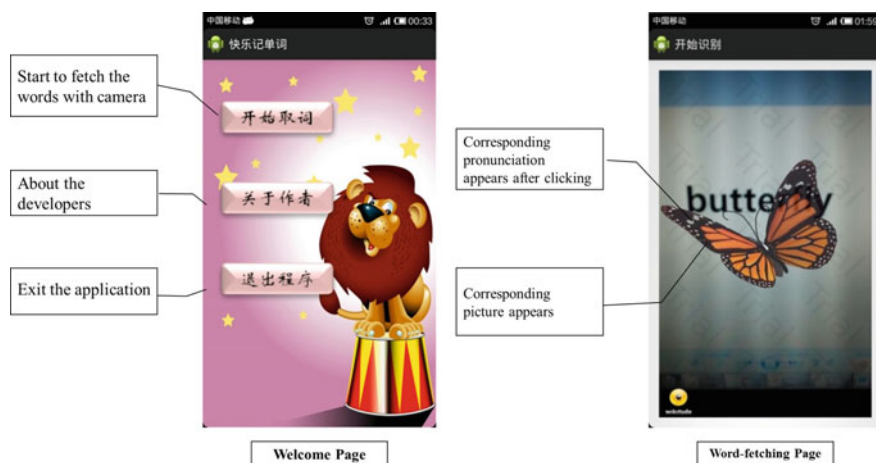 中国移动
00:33
快乐记单词
Start to fetch the
words with camera
开始取词
About the
developers
关于作者
Exit the application
退出程序
Welcome Page
中国移动
01:59
开始识别
Corresponding
pronunciation
appears after clicking
butterfly
Corresponding
picture appears
wikitude
Word-fetching Page